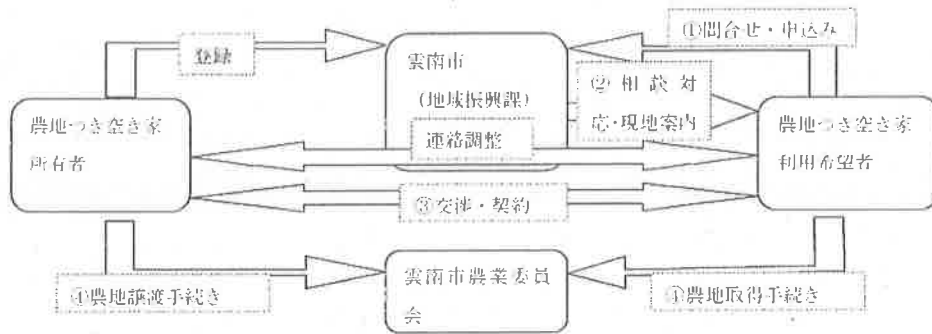 ①問合せ・申込み
登録
雲南市
(地域振興課)
②相談対
応・現地案内
農地つき空き家
所有者
連絡調整
農地つき空き家
利用希望者
③交渉・契約
④農地譲渡手続き
雲南市農業委員
会
④農地取得手続き